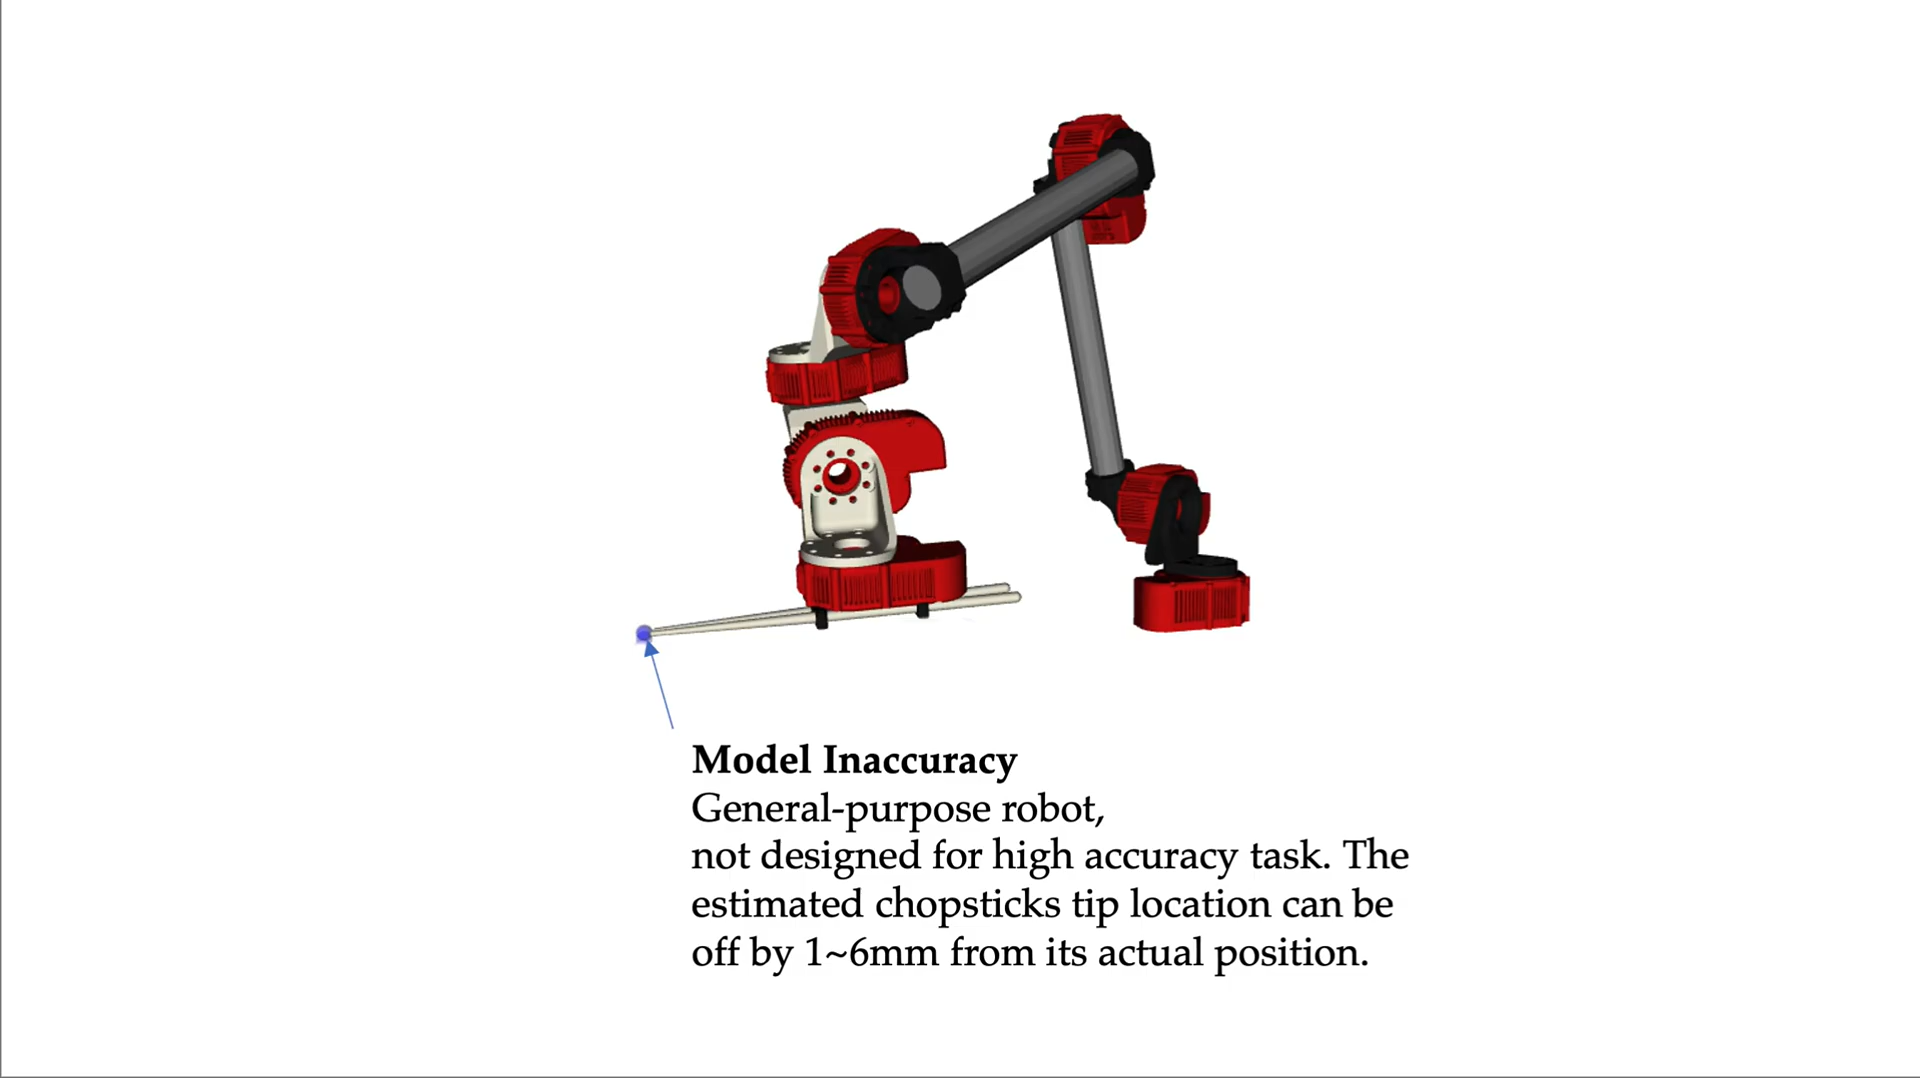 Model Inaccuracy
General-purpose robot,
not designed for high accuracy task. The
estimated chopsticks tip location can be
off by 1~6mm from its actual position.